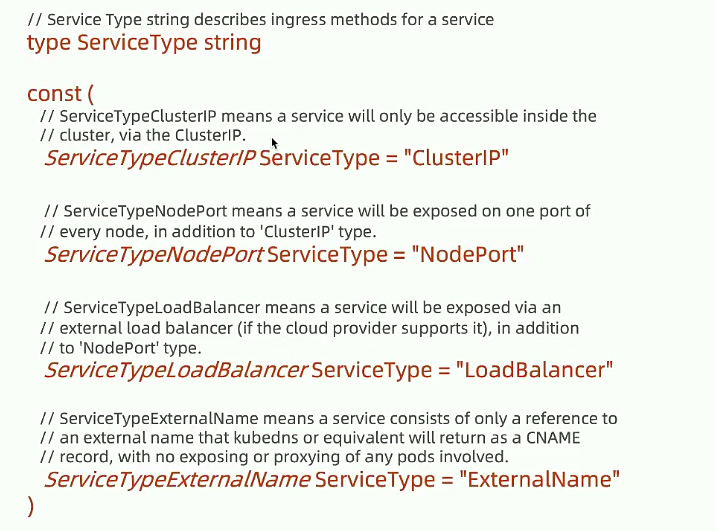 // Service Type string describes ingress methods for a service
type ServiceType string
const (
// ServiceTypeClusterIP means a service will only be accessible inside the
// cluster, via the ClusterIP.
ServiceTypeClusterIP ServiceType = "ClusterIP"
// ServiceTypeNodePort means a service will be exposed on one port of
// every node, in addition to 'ClusterIP' type.
ServiceTypeNodePort ServiceType = "NodePort"
// ServiceTypeLoadBalancer means a service will be exposed via an
// external load balancer (if the cloud provider supports it), in addition
// to 'NodePort' type.
ServiceTypeLoadBalancer ServiceType = "LoadBalancer"
// ServiceTypeExternalName means a service consists of only a reference to
// an external name that kubedns or equivalent will return as a CNAME
// record, with no exposing or proxying of any pods involved.
ServiceTypeExternalName ServiceType = "ExternalName"
)